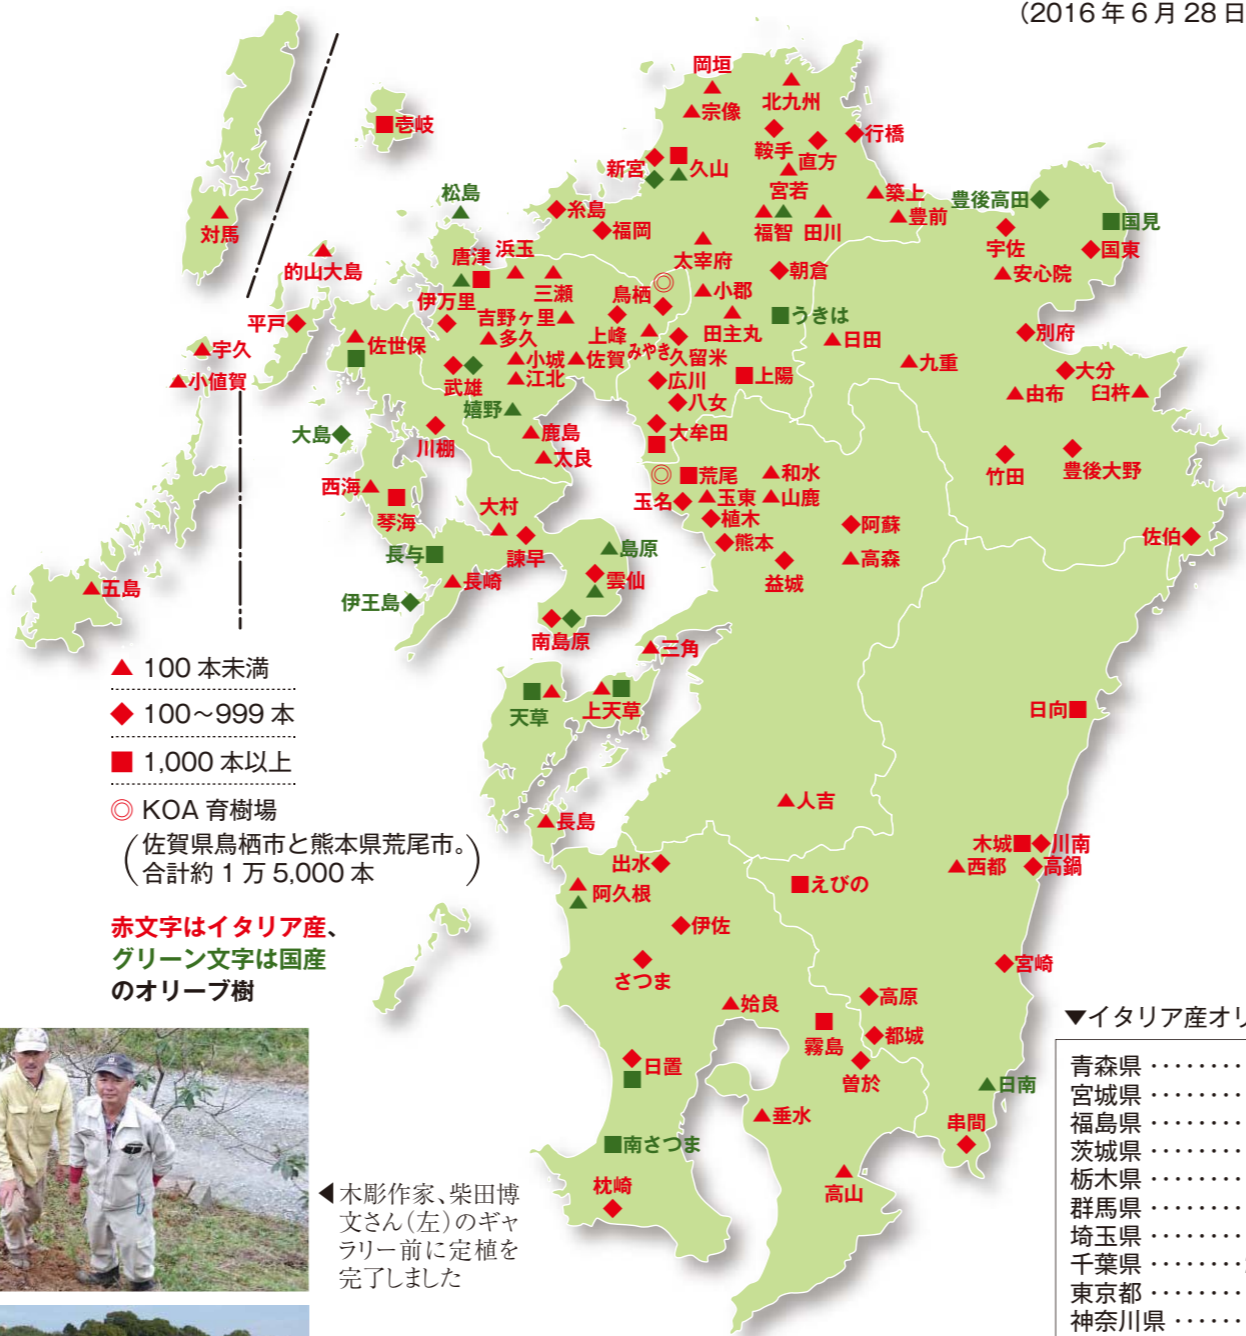 （2016年6月28日
岡垣
宗像
北九州
壱岐
新宮
久山
鞍手
直方
行橋
宮若
松島
糸島
福岡
福智
田川
築上
豊前
豊後高田
国見
対馬
宇佐
国東
的山大島
唐津
浜玉
太宰府
朝倉
安心院
伊万里
三瀬
鳥栖
小郡
平戸
吉野ヶ里
上峰
田主丸
うきは
別府
宇久
佐世保
多久
みやき
久留米
日田
小値賀
小城
佐賀
九重
大分
武雄
江北
広川
上陽
由布
臼杵
嬉野
八女
大島
川棚
鹿島
大牟田
太良
竹田
豊後大野
西海
荒尾
和水
琴海
大村
玉名
玉東
山鹿
植木
阿蘇
長与
諫早
島原
熊本
佐伯
五島
長崎
雲仙
益城
高森
伊王島
南島原
三角
▲ 100本未満
天草
上天草
◆ 100〜999本
日向
■ 1,000本以上
◎ KOA育樹場
（佐賀県鳥栖市と熊本県荒尾市。
合計約1万5,000本）
人吉
長島
木城
川南
出水
西都
高鍋
阿久根
えびの
赤文字はイタリア産、
グリーン文字は国産
のオリーブ樹
伊佐
さつま
宮崎
姶良
高原
霧島
都城
日置
曽於
日南
垂水
南さつま
串間
枕崎
高山
◀木彫作家、柴田博
文さん（左）のギャ
ラリー前に定植を
完了しました
▼イタリア産オリ
青森県 ‥‥‥‥
宮城県 ‥‥‥‥
福島県 ‥‥‥‥
茨城県 ‥‥‥‥
栃木県 ‥‥‥‥
群馬県 ‥‥‥‥
埼玉県 ‥‥‥‥
千葉県 ‥‥‥‥
東京都 ‥‥‥‥
神奈川県 ‥‥‥